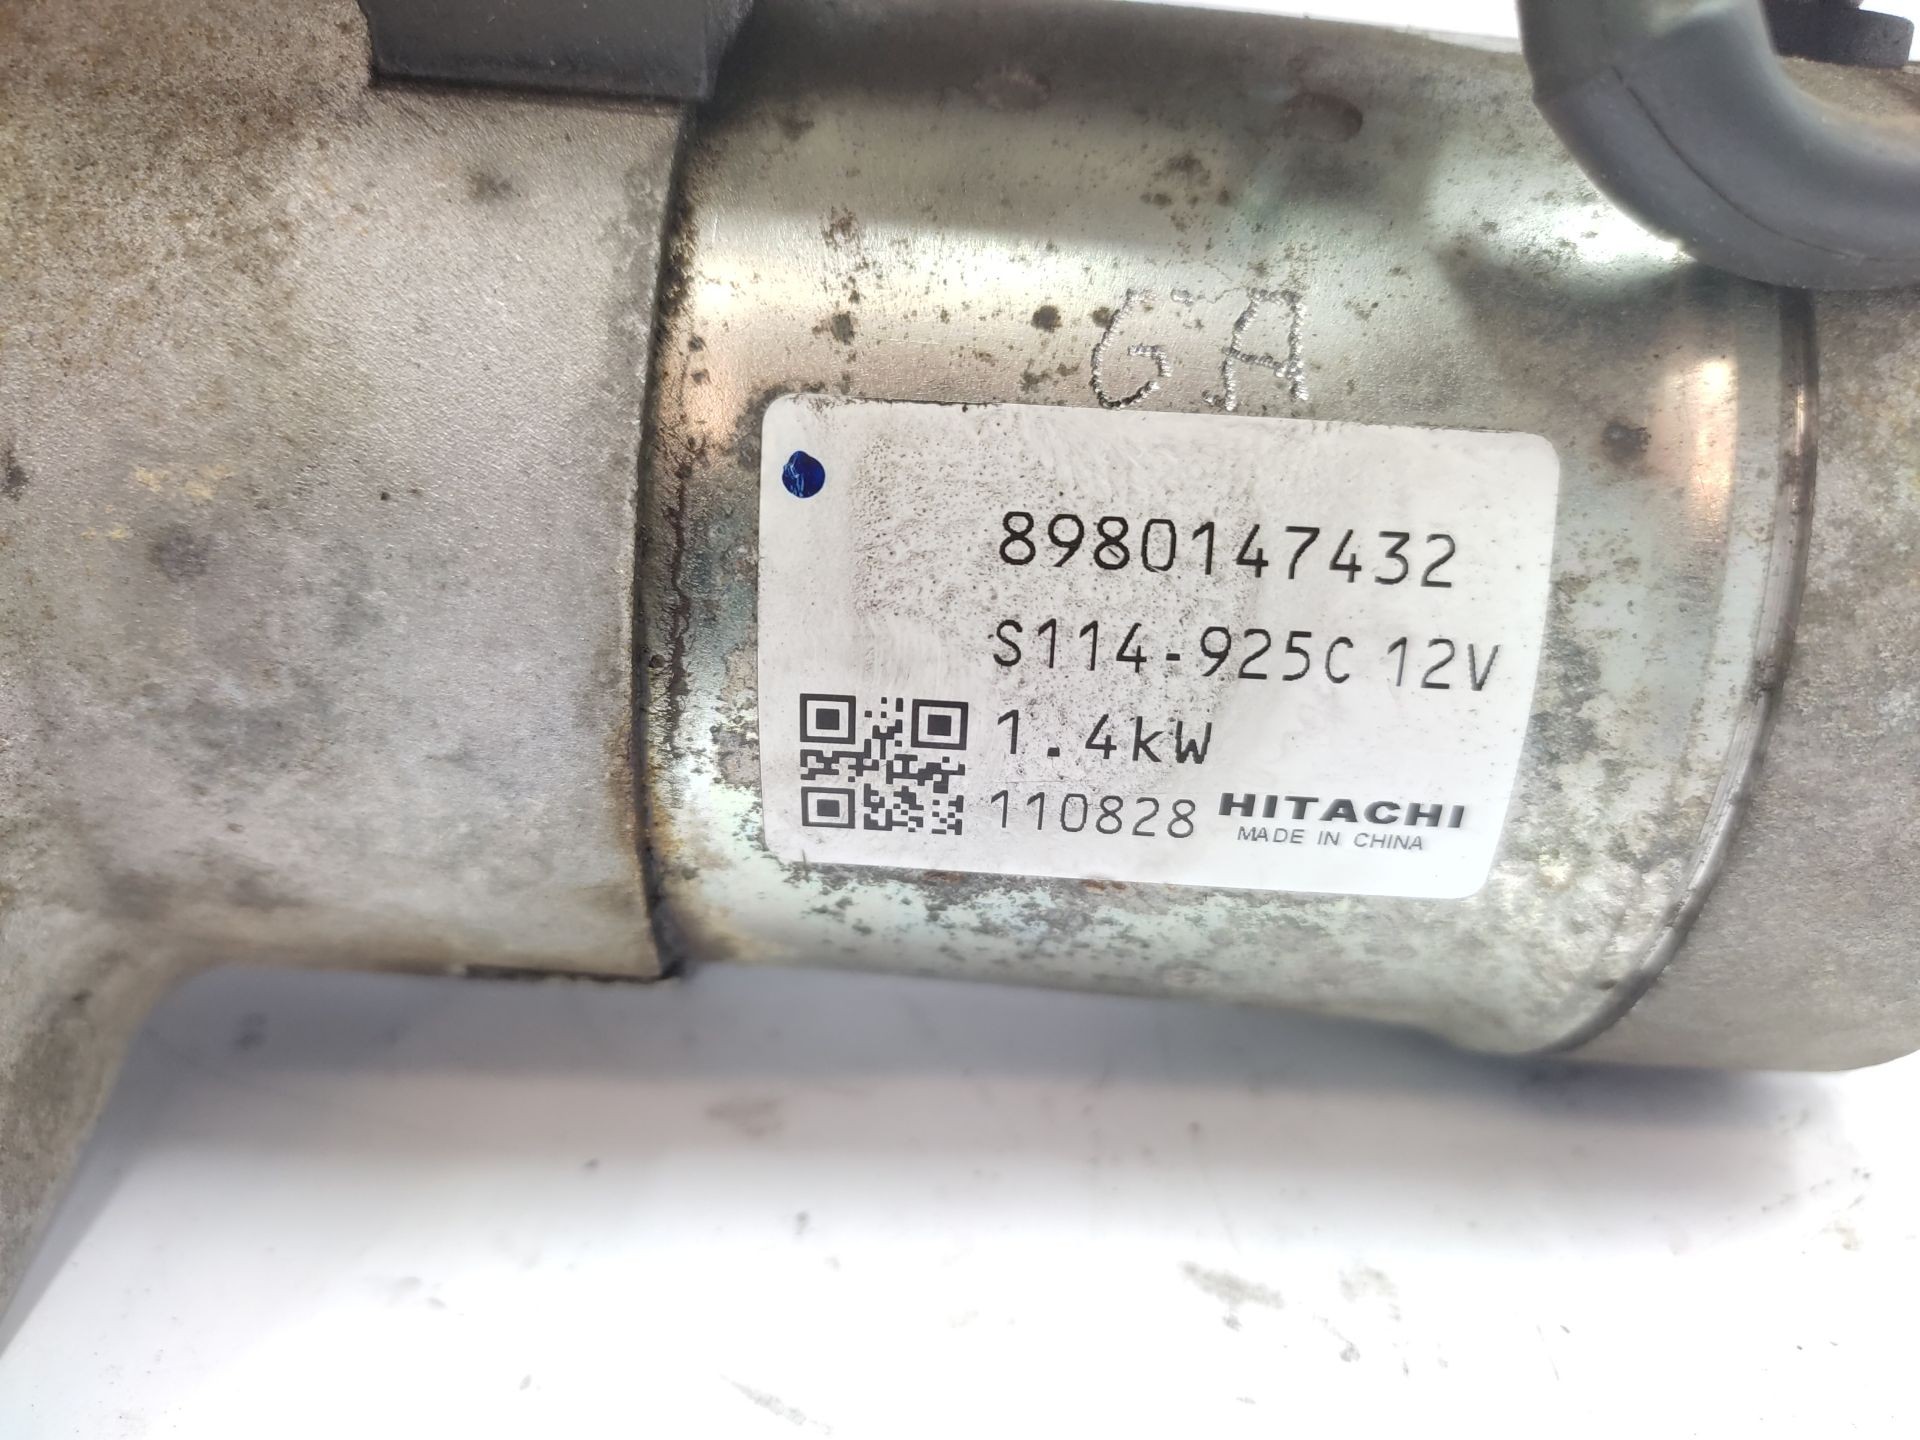 GA
8980147432
S114-925C 12V
1.4kW
110828 HITACHI
MADE IN CHINA